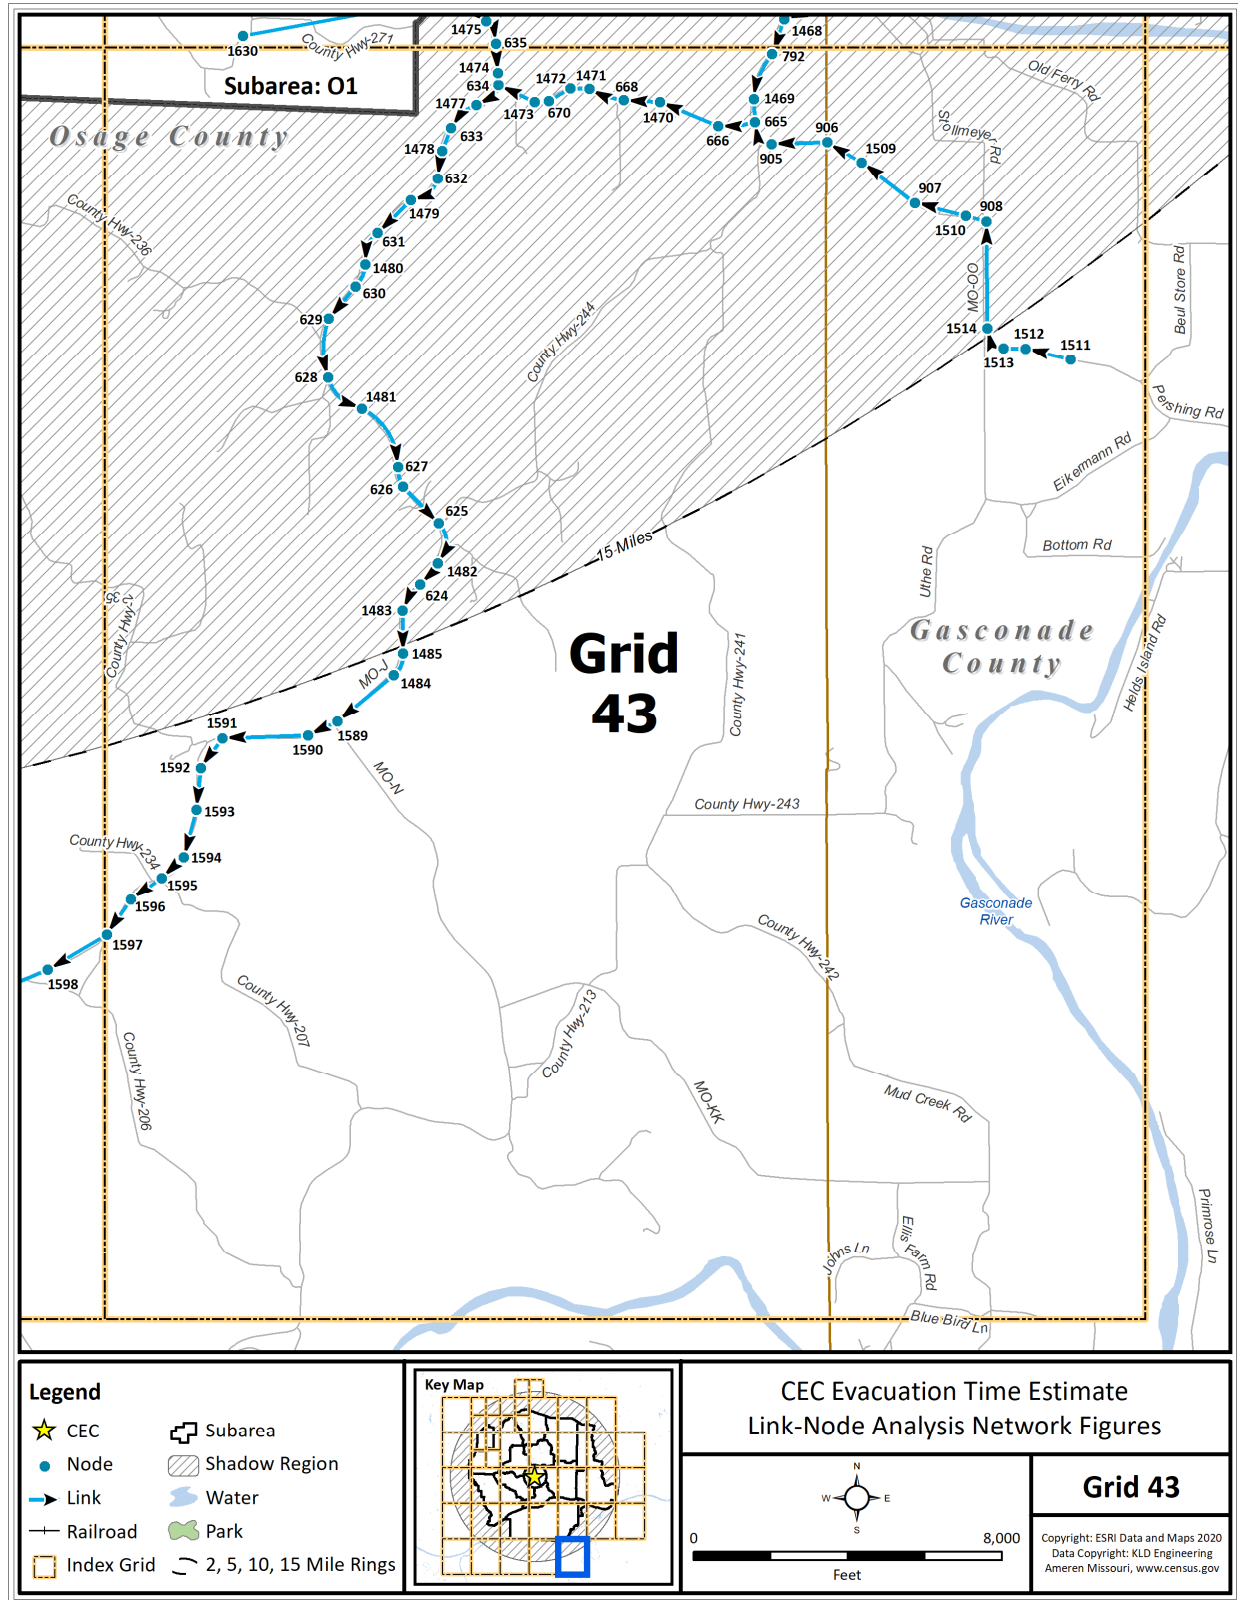 1475
1468
1630
County Hwy-271
635
792
Subarea: O1
1474
634
1472
1471
668
Old Ferry Rd
1477
1473
670
1470
1469
665
906
Stollmeyer Rd
Osage County
633
666
905
1509
1478
632
907
908
1479
1510
County Hwy-236
631
1480
630
MO-OO
Beul Store Rd
629
1514
1512
1511
County Hwy-244
1513
628
1481
Pershing Rd
627
626
Eikermann Rd
625
15 Miles
Bottom Rd
1482
Uthe Rd
624
County Hwy-235
1483
Gasconade
County
Helds Island Rd
Grid
43
1485
MO-J
1484
County Hwy-241
1591
1589
1590
1592
MO-N
1593
County Hwy-243
County Hwy-234
1594
1595
1596
Gasconade
River
1597
County Hwy-242
1598
County Hwy-207
County Hwy-213
County Hwy-206
MO-KK
Mud Creek Rd
Primrose Ln
Ellis Farm Rd
Johns Ln
Blue Bird Ln
Legend
CEC
Subarea
Node
Shadow Region
Link
Water
Railroad
Park
Index Grid
2, 5, 10, 15 Mile Rings
Key Map
CEC Evacuation Time Estimate
Link-Node Analysis Network Figures
N
W E
S
0 8,000
Feet
Grid 43
Copyright: ESRI Data and Maps 2020
Data Copyright: KLD Engineering
Ameren Missouri, www.census.gov